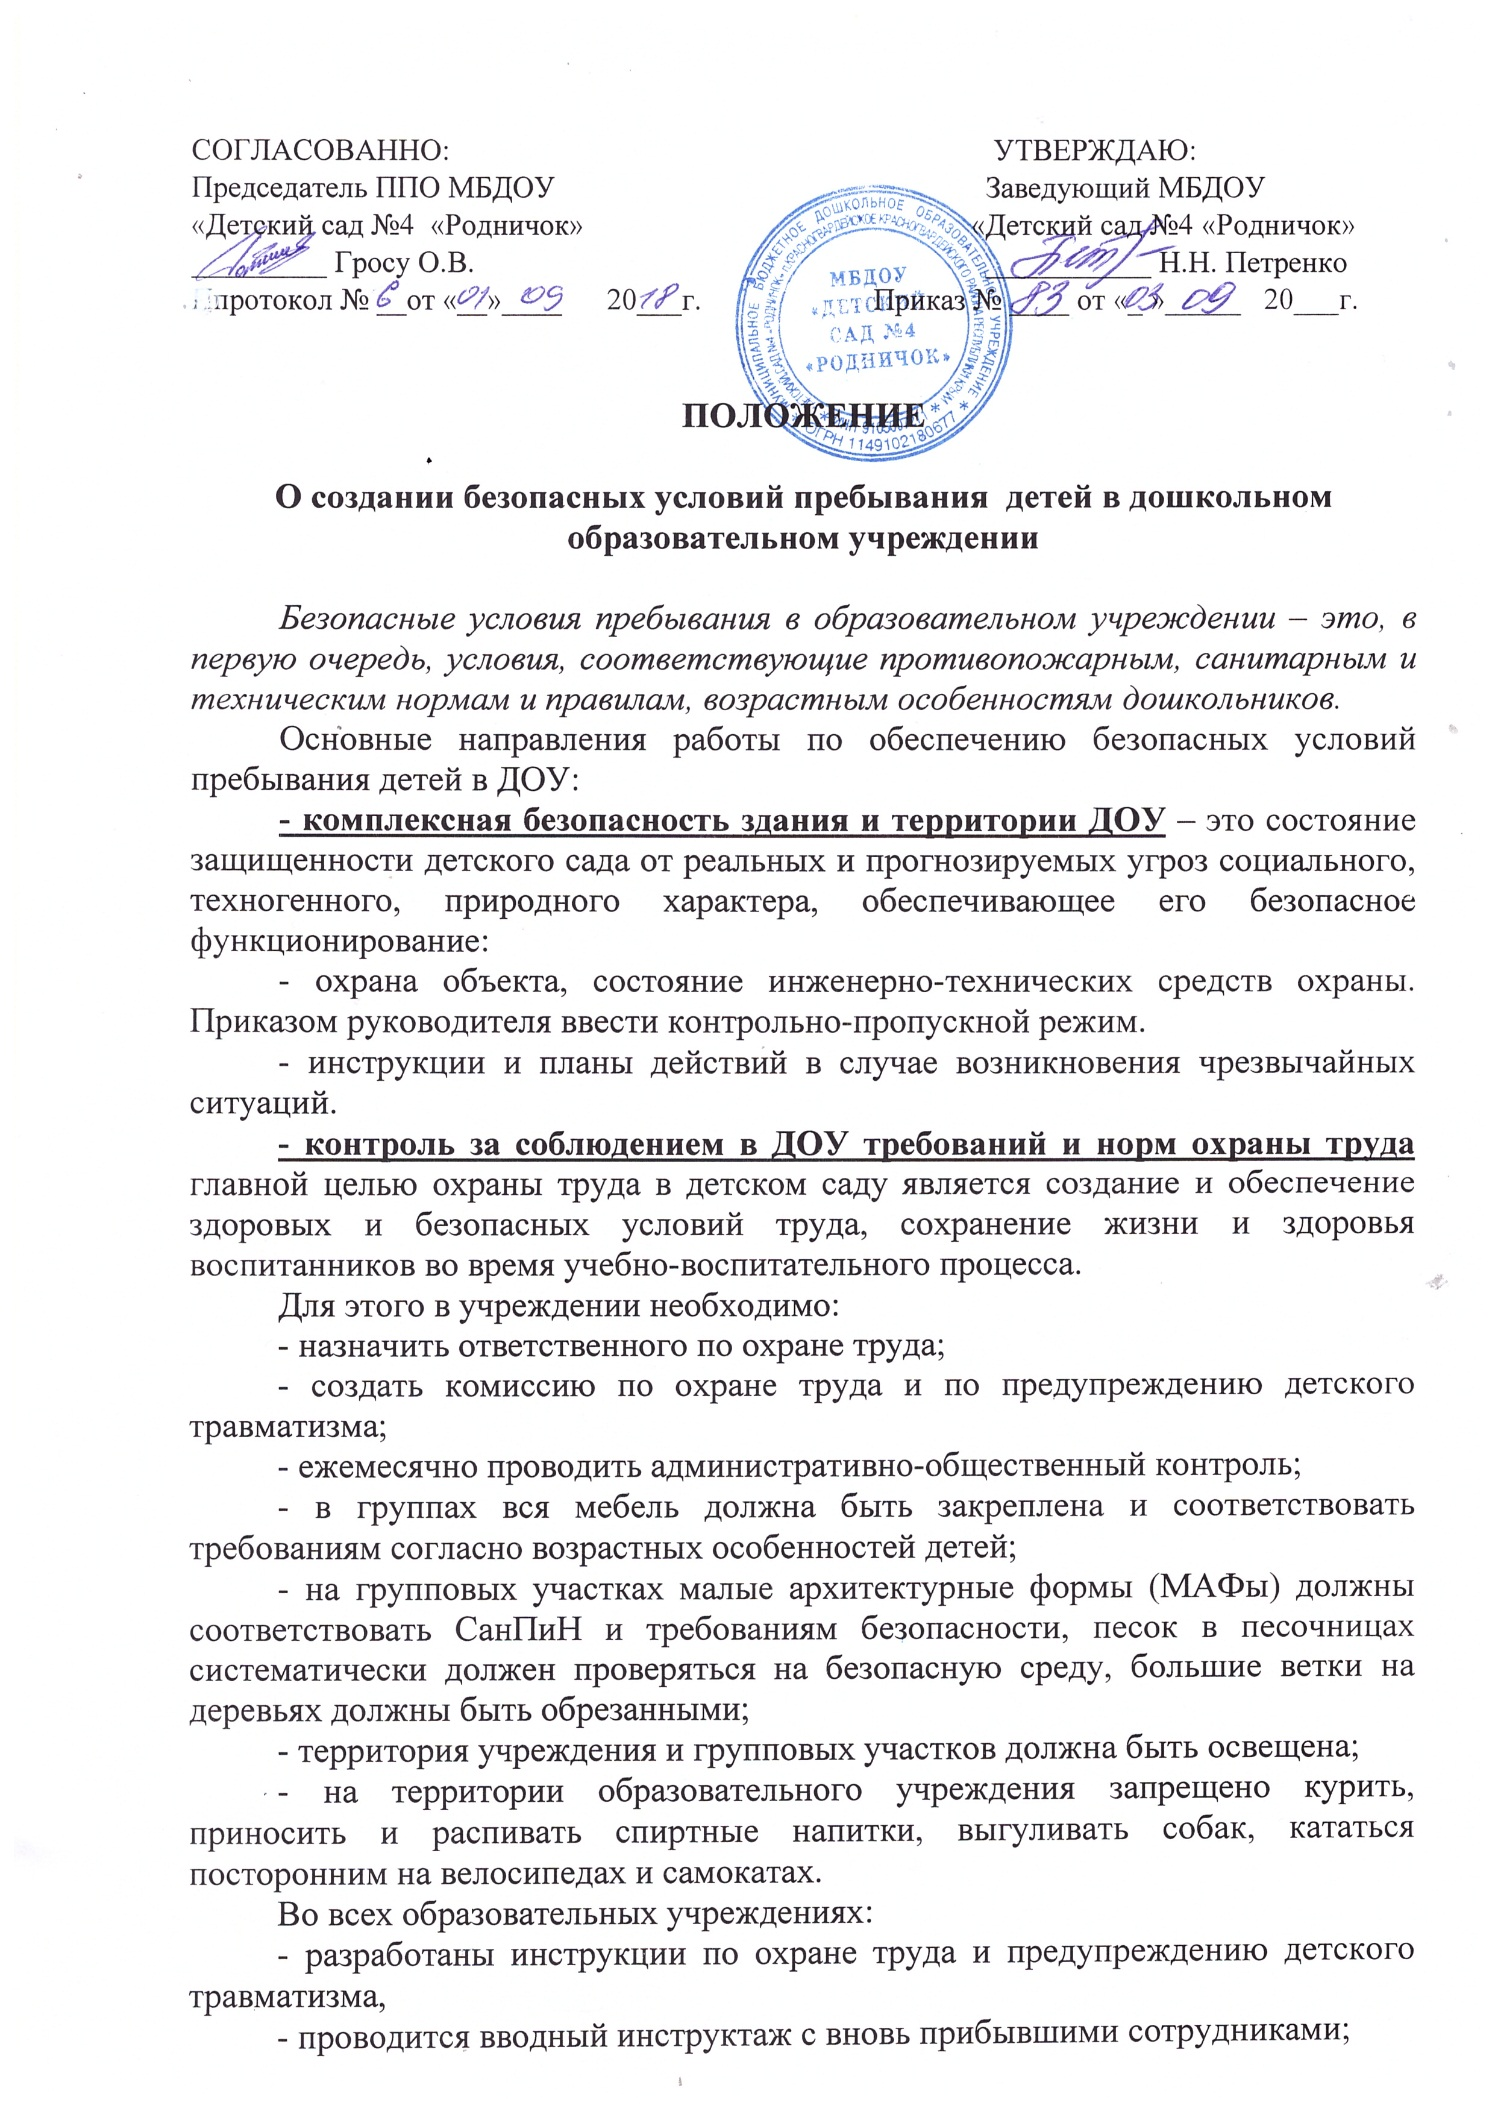 СОГЛАСОВАННО:
Председатель ППО МБДОУ
«Детский сад №4 «Родничок»
Гросу О.В.
протокол № 6 от «01» 09 2018 г.
УТВЕРЖДАЮ:
Заведующий МБДОУ
«Детский сад №4 «Родничок»
Н.Н. Петренко
Приказ № 83 от «03» 09 20___г.
МУНИЦИПАЛЬНОЕ БЮДЖЕТНОЕ ДОШКОЛЬНОЕ ОБРАЗОВАТЕЛЬНОЕ УЧРЕЖДЕНИЕ
ОГРН 1149102180677
МБДОУ
«ДЕТСКИЙ
САД №4
«РОДНИЧОК»
ПОЛОЖЕНИЕ
О создании безопасных условий пребывания детей в дошкольном
образовательном учреждении
Безопасные условия пребывания в образовательном учреждении – это, в
первую очередь, условия, соответствующие противопожарным, санитарным и
техническим нормам и правилам, возрастным особенностям дошкольников.
Основные направления работы по обеспечению безопасных условий
пребывания детей в ДОУ:
- комплексная безопасность здания и территории ДОУ – это состояние
защищенности детского сада от реальных и прогнозируемых угроз социального,
техногенного, природного характера, обеспечивающее его безопасное
функционирование:
- охрана объекта, состояние инженерно-технических средств охраны.
Приказом руководителя ввести контрольно-пропускной режим.
- инструкции и планы действий в случае возникновения чрезвычайных
ситуаций.
- контроль за соблюдением в ДОУ требований и норм охраны труда
главной целью охраны труда в детском саду является создание и обеспечение
здоровых и безопасных условий труда, сохранение жизни и здоровья
воспитанников во время учебно-воспитательного процесса.
Для этого в учреждении необходимо:
- назначить ответственного по охране труда;
- создать комиссию по охране труда и по предупреждению детского
травматизма;
- ежемесячно проводить административно-общественный контроль;
- в группах вся мебель должна быть закреплена и соответствовать
требованиям согласно возрастных особенностей детей;
- на групповых участках малые архитектурные формы (МАФы) должны
соответствовать СанПиН и требованиям безопасности, песок в песочницах
систематически должен проверяться на безопасную среду, большие ветки на
деревьях должны быть обрезанными;
- территория учреждения и групповых участков должна быть освещена;
- на территории образовательного учреждения запрещено курить,
приносить и распивать спиртные напитки, выгуливать собак, кататься
посторонним на велосипедах и самокатах.
Во всех образовательных учреждениях:
- разработаны инструкции по охране труда и предупреждению детского
травматизма,
- проводится вводный инструктаж с вновь прибывшими сотрудниками;